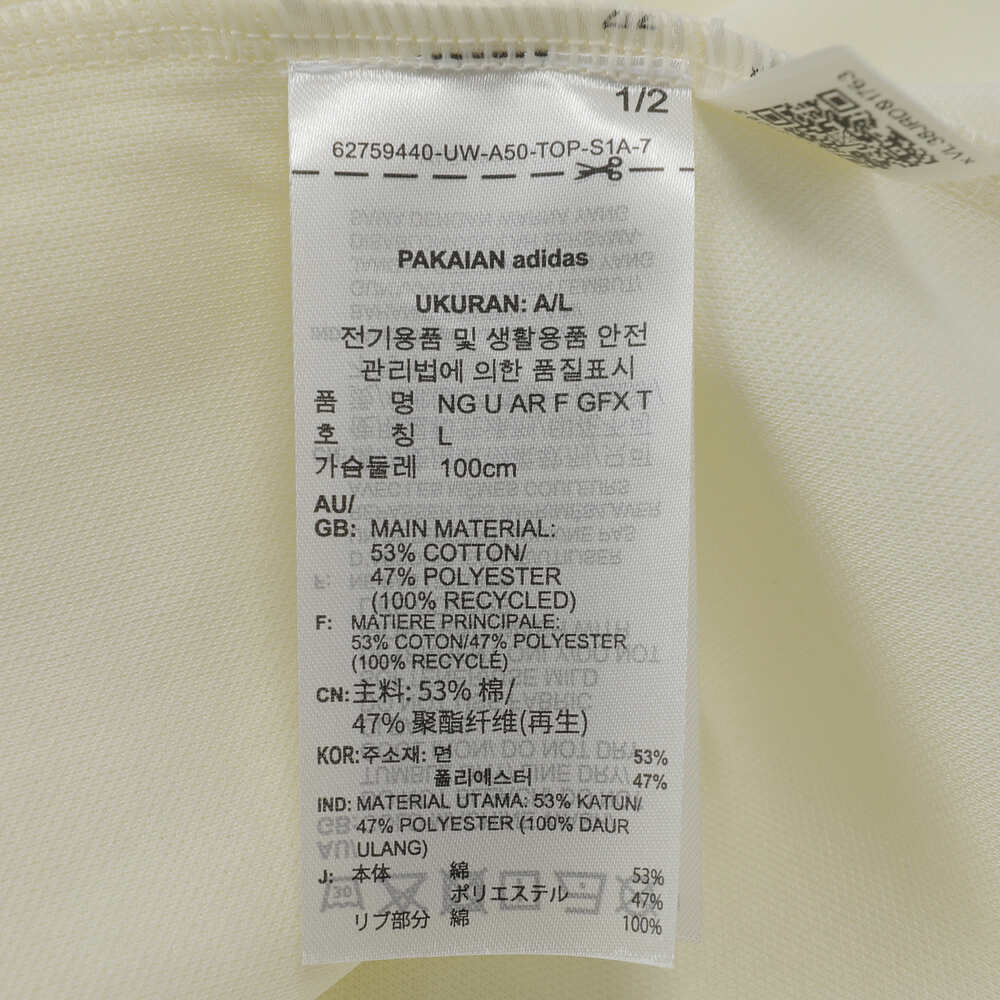 1/2
62759440-UW-A50-TOP-S1A-7
PAKAIAN adidas
UKURAN: A/L
전기용품 및 생활용품 안전
관리법에 의한 품질표시
품 명 NG U AR F GFX T
호 칭 L
가슴둘레 100cm
AU/
GB: MAIN MATERIAL:
53% COTTON/
47% POLYESTER
(100% RECYCLED)
F: MATIERE PRINCIPALE:
53% COTON/47% POLYESTER
(100% RECYCLÉ)
CN: 主料: 53% 棉/
47% 聚酯纤维(再生)
KOR: 주소재: 면 53%
폴리에스터 47%
IND: MATERIAL UTAMA: 53% KATUN/
47% POLYESTER (100% DAUR
ULANG)
J: 本体 綿 53%
ポリエステル 47%
リブ部分 綿 100%